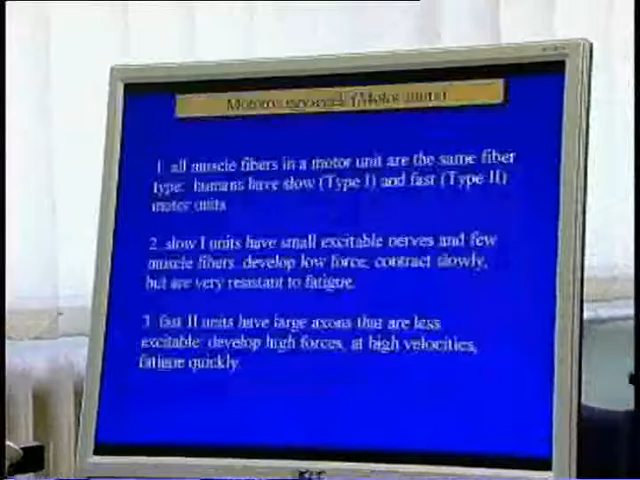 (Motor units)
1. all muscle fibers in a motor unit are the same fiber
type: humans have slow (Type I) and fast (Type II)
motor units
2. slow I units have small excitable nerves and few
muscle fibers: develop low force, contract slowly,
but are very resistant to fatigue.
3. fast II units have large axons that are less
excitable: develop high forces, at high velocities,
fatigue quickly.